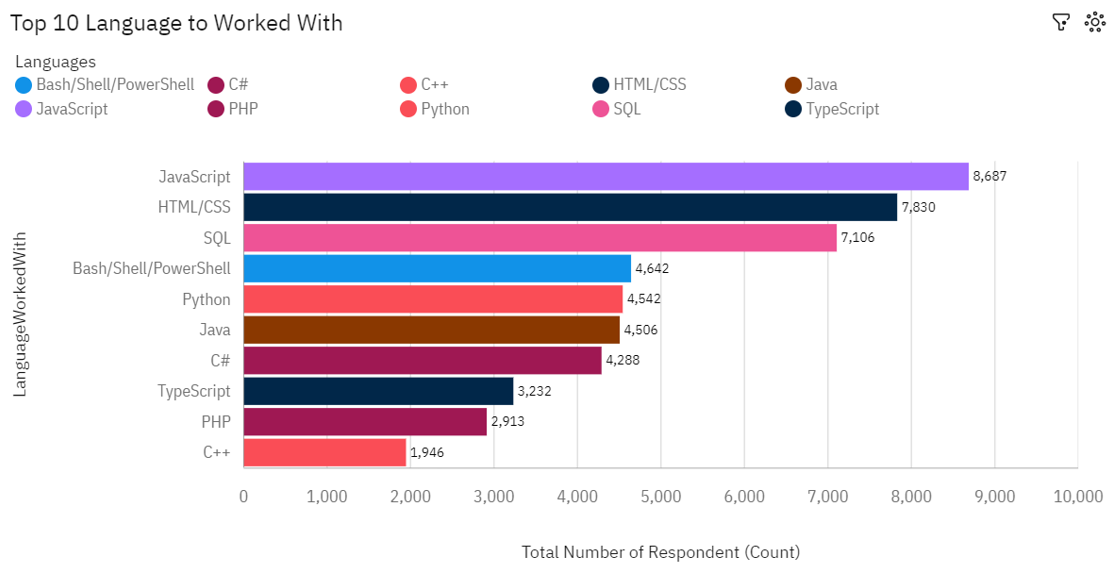 Top 10 Language to Worked With
Languages
Bash/Shell/PowerShell C# C++ HTML/CSS Java
JavaScript PHP Python SQL TypeScript
LanguageWorkedWith
JavaScript 8,687
HTML/CSS 7,830
SQL 7,106
Bash/Shell/PowerShell 4,642
Python 4,542
Java 4,506
C# 4,288
TypeScript 3,232
PHP 2,913
C++ 1,946
0 1,000 2,000 3,000 4,000 5,000 6,000 7,000 8,000 9,000 10,000
Total Number of Respondent (Count)